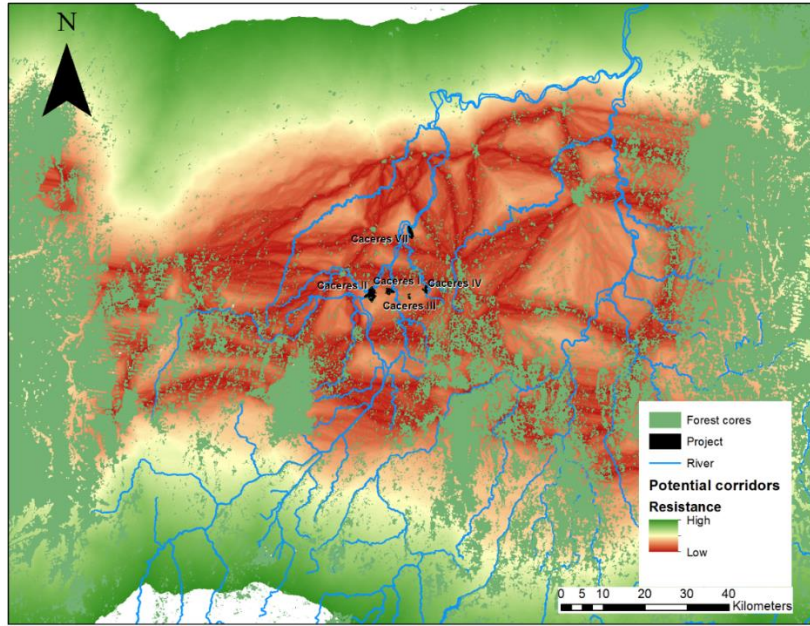 N
Caceres VII
Caceres II
Caceres I
Caceres IV
Caceres III
Forest cores
Project
River
Potential corridors
Resistance
High
Low
0 5 10 20 30 40
Kilometers